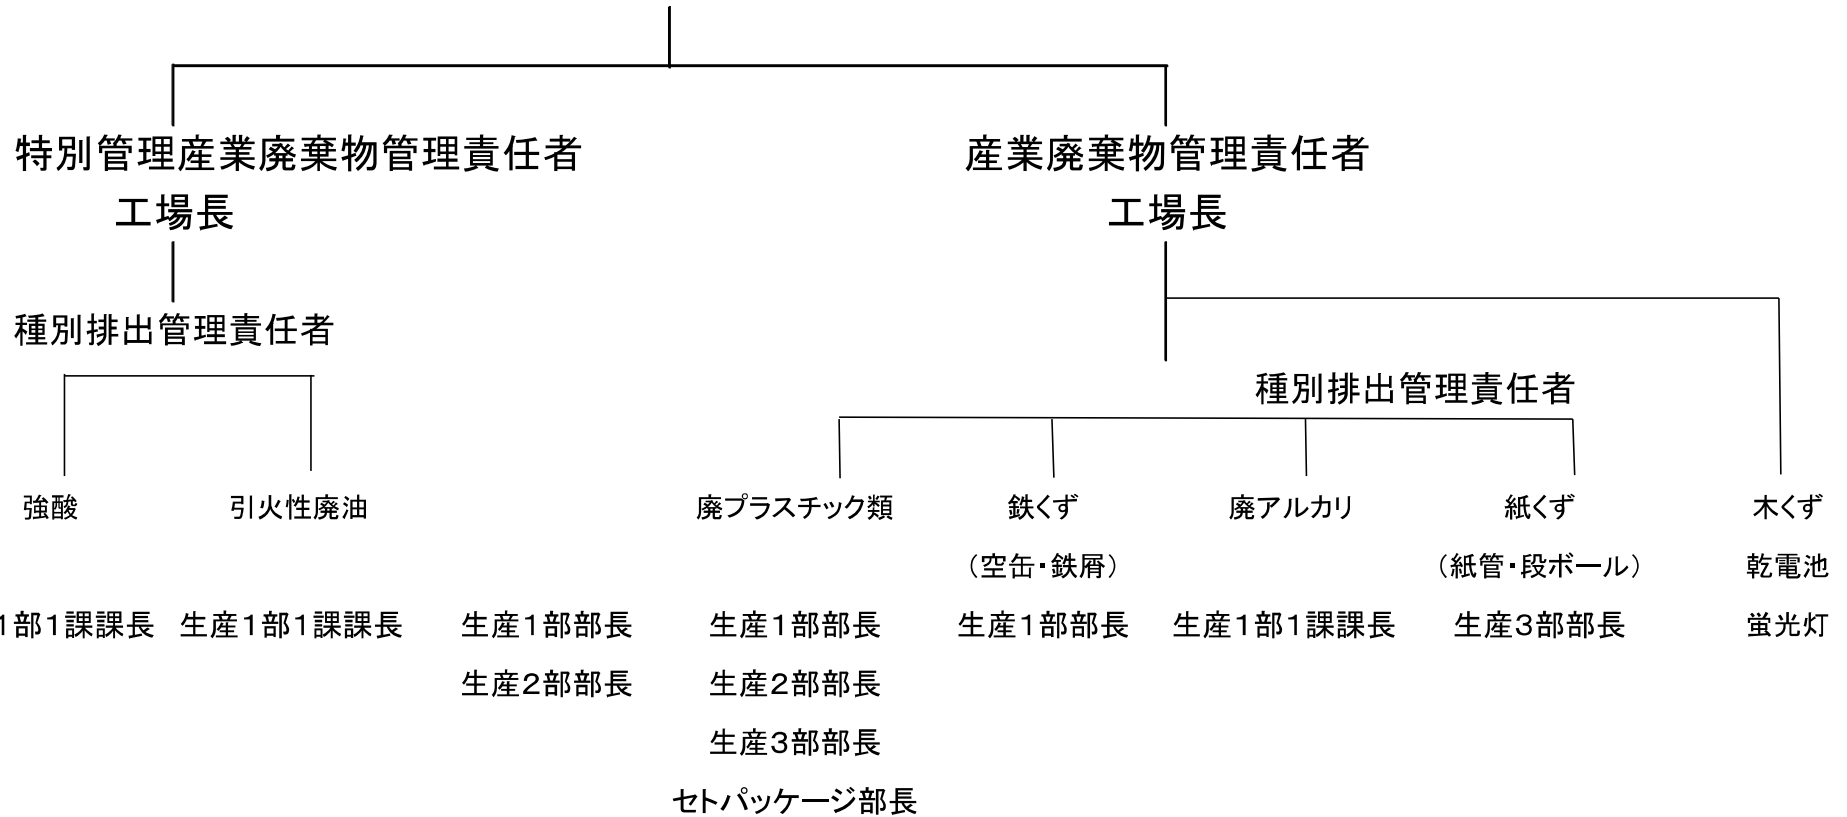 特別管理産業廃棄物管理責任者 産業廃棄物管理責任者
工場長 工場長
種別排出管理責任者
種別排出管理責任者
強酸 引火性廃油 廃プラスチック類 鉄くず 廃アルカリ 紙くず 木くず
（空缶・鉄屑） （紙管・段ボール） 乾電池
1部1課課長 生産1部1課課長 生産1部部長 生産1部部長 生産1部部長 生産1部1課課長 生産3部部長 蛍光灯
生産2部部長 生産2部部長
生産3部部長
セトパッケージ部長